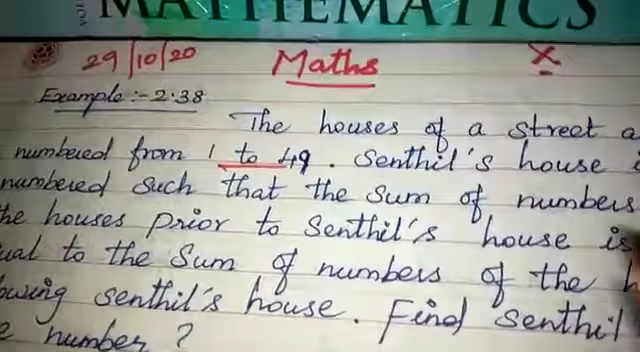 MATHEMATICS
29/10/20 Maths X
Example :- 2.38
The houses of a street a
numbered from 1 to 49. Senthil's house
numbered such that the sum of numbers
the houses prior to Senthil's house is
ual to the sum of numbers of the h
owing senthil's house. Find Senthil
e number?